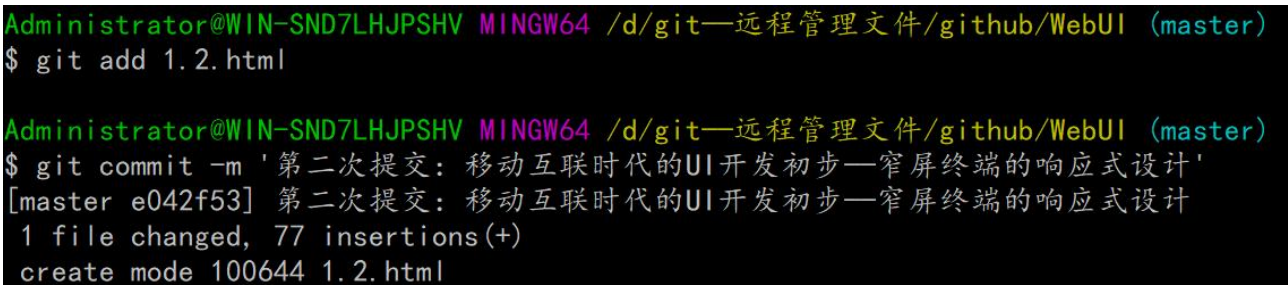 Administrator@WIN-SND7LHJPSHV MINGW64 /d/git—远程管理文件/github/WebUI (master)
$ git add 1.2.html
Administrator@WIN-SND7LHJPSHV MINGW64 /d/git—远程管理文件/github/WebUI (master)
$ git commit -m '第二次提交：移动互联时代的UI开发初步—窄屏终端的响应式设计'
[master e042f53] 第二次提交：移动互联时代的UI开发初步—窄屏终端的响应式设计
1 file changed, 77 insertions(+)
create mode 100644 1.2.html